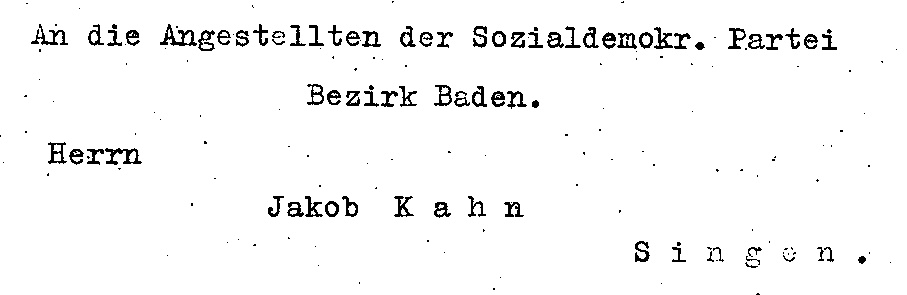 An die Angestellten der Sozialdemokr. Partei
Bezirk Baden.
Herrn
Jakob K a h n
S i n g e n .